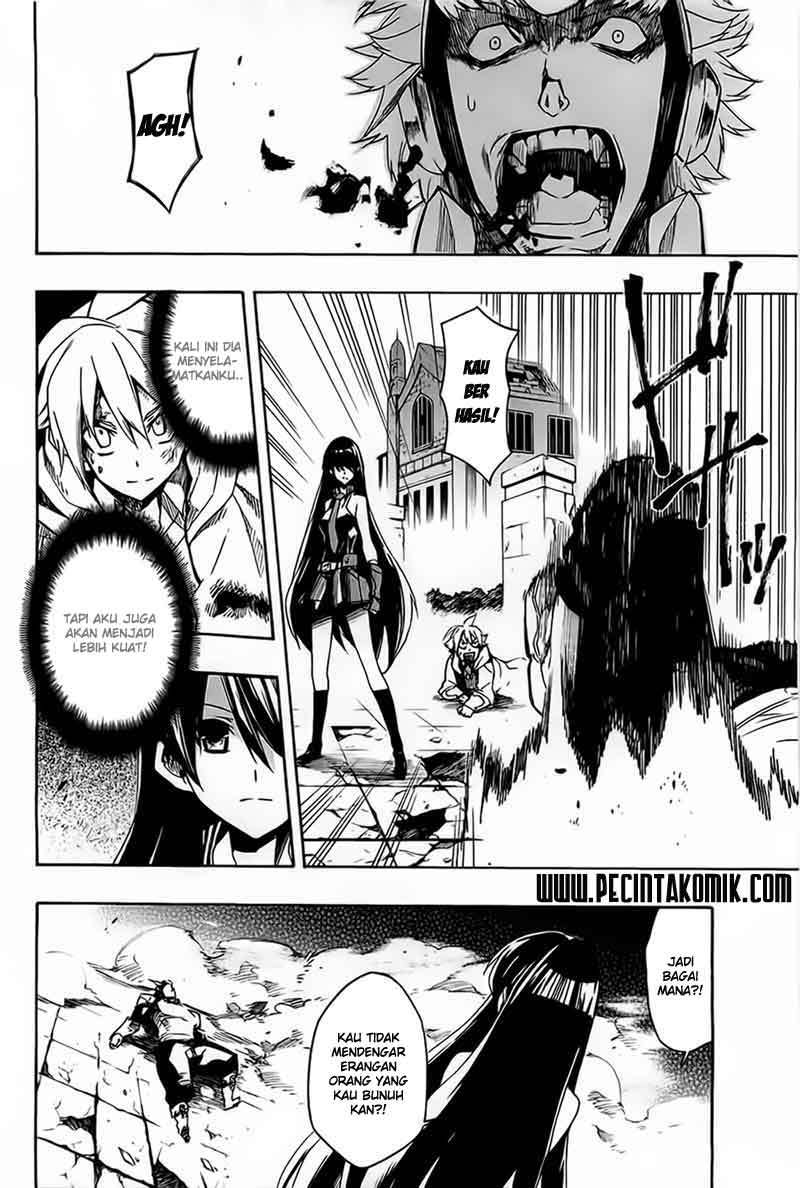 AGH!
KAU
BER
HASIL!
KALI INI DIA
MENYELA-
MATKANKU..
TAPI AKU JUGA
AKAN MENJADI
LEBIH KUAT!
WWW.PECINTAKOMIK.COM
JADI
BAGAI
MANA?!
KAU TIDAK
MENDENGAR
ERANGAN
ORANG YANG
KAU BUNUH
KAN?!